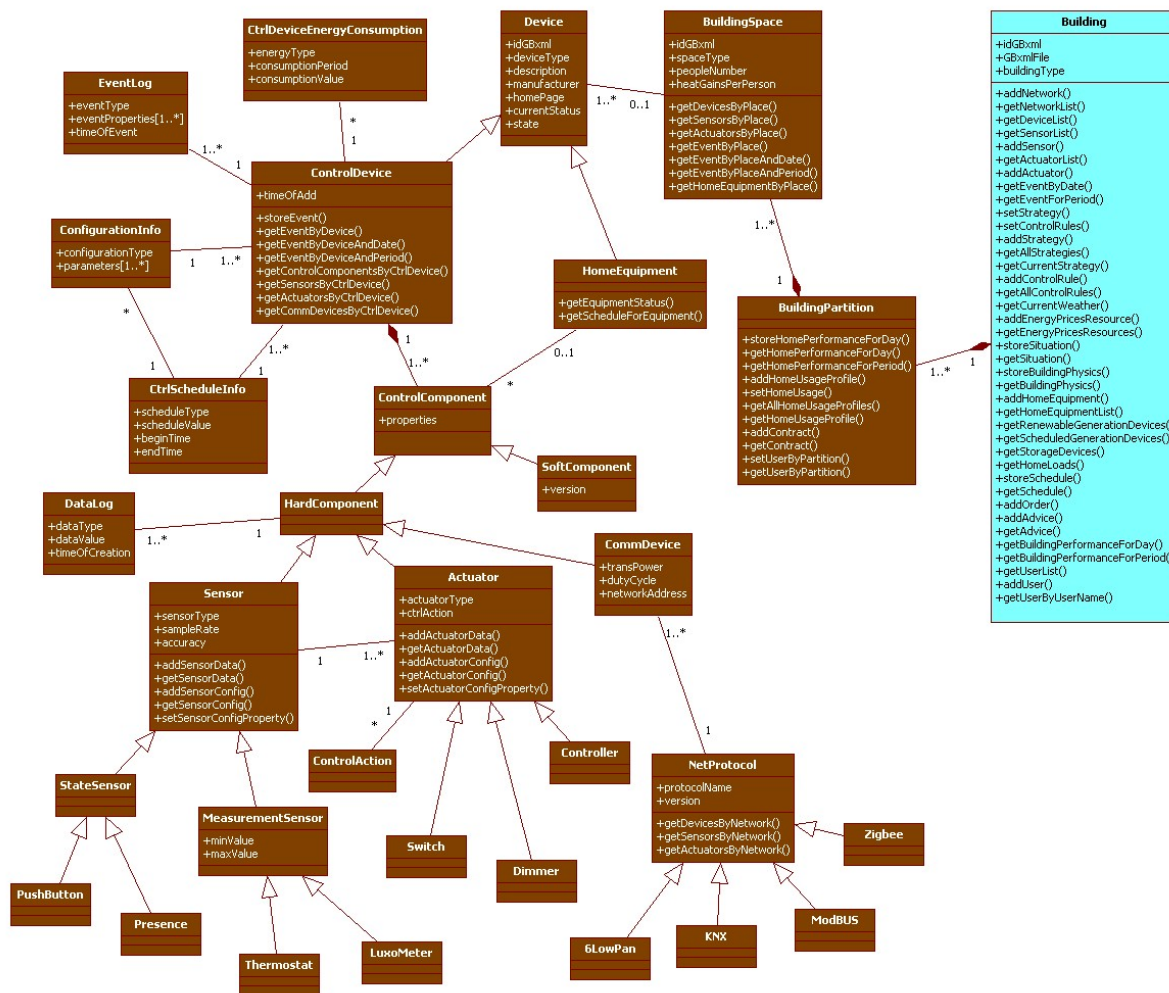 CtrlDeviceEnergyConsumption
+energyType
+consumptionPeriod
+consumptionValue
Device
+idGBxml
+deviceType
+description
+manufacturer
+homePage
+currentStatus
+state
BuildingSpace
+idGBxml
+spaceType
+peopleNumber
+heatGainsPerPerson
+getDevicesByPlace()
+getSensorsByPlace()
+getActuatorsByPlace()
+getEventByPlace()
+getEventByPlaceAndDate()
+getEventByPlaceAndPeriod()
+getHomeEquipmentByPlace()
Building
+idGBxml
+GBxmlFile
+buildingType
+addNetwork()
+getNetworkList()
+getDeviceList()
+getSensorList()
+addSensor()
+getActuatorList()
+addActuator()
+getEventByDate()
+getEventForPeriod()
+setStrategy()
+setControlRules()
+addStrategy()
+getAllStrategies()
+getCurrentStrategy()
+addControlRule()
+getAllControlRules()
+getCurrentWeather()
+addEnergyPricesResource()
+getEnergyPricesResources()
+storeSituation()
+getSituation()
+storeBuildingPhysics()
+getBuildingPhysics()
+addHomeEquipment()
+getHomeEquipmentList()
+getRenewableGenerationDevices()
+getScheduledGenerationDevices()
+getStorageDevices()
+getHomeLoads()
+storeSchedule()
+getSchedule()
+addOrder()
+addAdvice()
+getAdvice()
+getBuildingPerformanceForDay()
+getBuildingPerformanceForPeriod()
+getUserList()
+addUser()
+getUserByUserName()
EventLog
+eventType
+eventProperties[1..*]
+timeOfEvent
1..*
0..1
*
1
1..*
1
ControlDevice
+timeOfAdd
+storeEvent()
+getEventByDevice()
+getEventByDeviceAndDate()
+getEventByDeviceAndPeriod()
+getControlComponentsByCtrlDevice()
+getSensorsByCtrlDevice()
+getActuatorsByCtrlDevice()
+getCommDevicesByCtrlDevice()
ConfigurationInfo
+configurationType
+parameters[1..*]
1
1..*
1..*
1
HomeEquipment
+getEquipmentStatus()
+getScheduleForEquipment()
BuildingPartition
+storeHomePerformanceForDay()
+getHomePerformanceForDay()
+getHomePerformanceForPeriod()
+addHomeUsageProfile()
+setHomeUsage()
+getAllHomeUsageProfiles()
+getHomeUsageProfile()
+addContract()
+getContract()
+setUserByPartition()
+getUserByPartition()
1..*
1
*
1
1..*
1
1
1..*
0..1
*
CtrlScheduleInfo
+scheduleType
+scheduleValue
+beginTime
+endTime
ControlComponent
+properties
SoftComponent
+version
DataLog
+dataType
+dataValue
+timeOfCreation
1..*
1
HardComponent
CommDevice
+transPower
+dutyCycle
+networkAddress
1..*
1
Sensor
+sensorType
+sampleRate
+accuracy
+addSensorData()
+getSensorData()
+addSensorConfig()
+getSensorConfig()
+setSensorConfigProperty()
1
1..*
Actuator
+actuatorType
+ctrlAction
+addActuatorData()
+getActuatorData()
+addActuatorConfig()
+getActuatorConfig()
+setActuatorConfigProperty()
1
*
ControlAction
Controller
NetProtocol
+protocolName
+version
+getDevicesByNetwork()
+getSensorsByNetwork()
+getActuatorsByNetwork()
StateSensor
MeasurementSensor
+minValue
+maxValue
Switch
Dimmer
Zigbee
PushButton
Presence
Thermostat
LuxoMeter
6LowPan
KNX
ModBUS